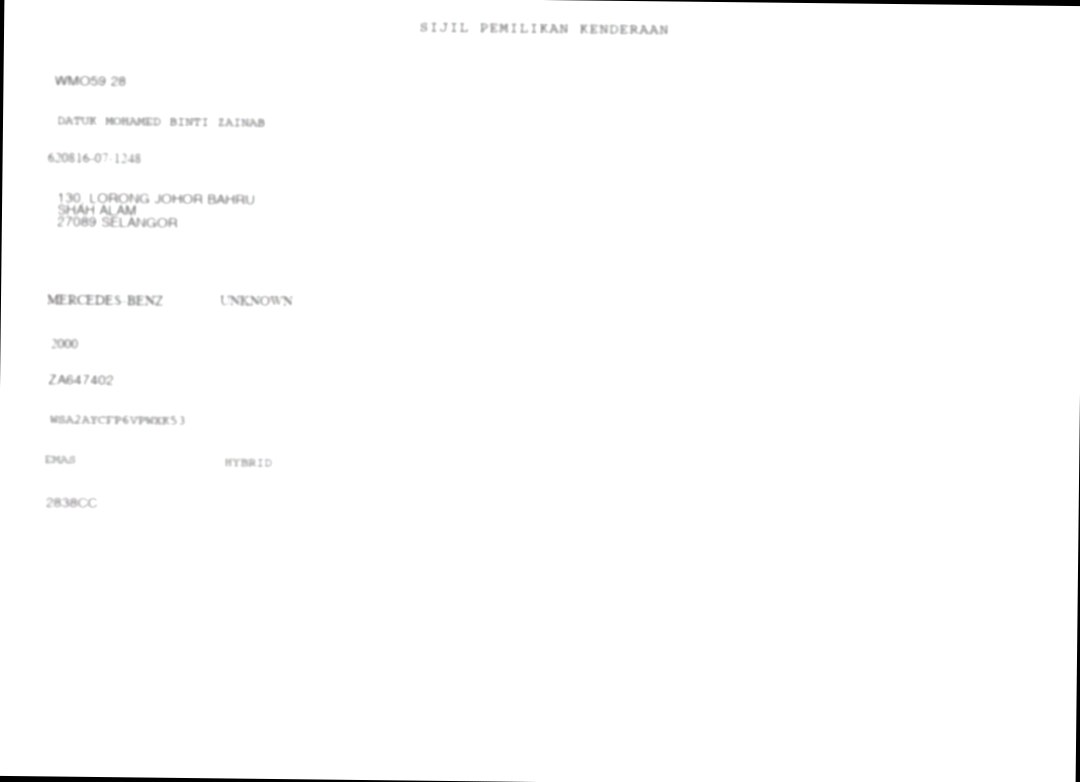 SIJIL PEMILIKAN KENDERAAN
WMO59 28
DATUK MOHAMED BINTI ZAINAB
620816-07-1248
130 LORONG JOHOR BAHRU
SHAH ALAM
27089 SELANGOR
MERCEDES-BENZ UNKNOWN
2000
ZA647402
WSA2AYCFP6VPWXK53
EMAS HYBRID
2838CC